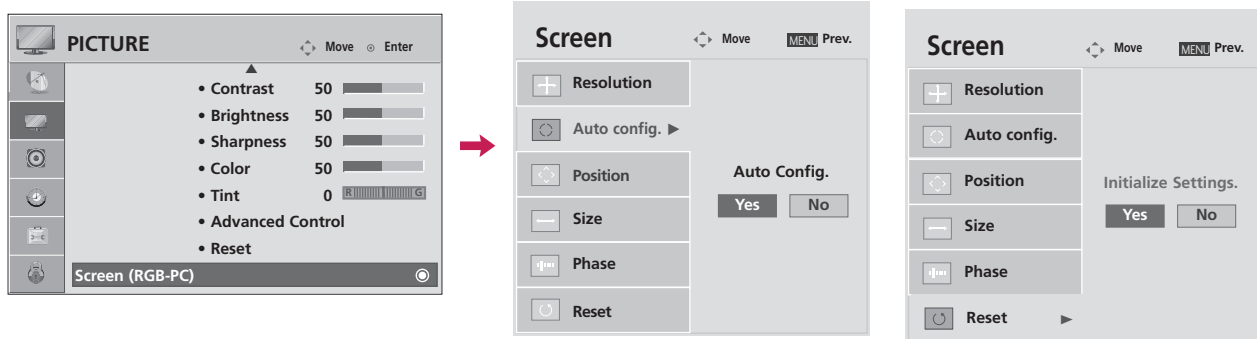 PICTURE Move Enter
• Contrast 50
• Brightness 50
• Sharpness 50
• Color 50
• Tint 0 R G
• Advanced Control
• Reset
Screen (RGB-PC)
Screen Move MENU Prev.
Resolution
Auto config.
Position
Size
Phase
Reset
Auto Config.
Yes No
Screen Move MENU Prev.
Resolution
Auto config.
Position
Size
Phase
Reset
Initialize Settings.
Yes No